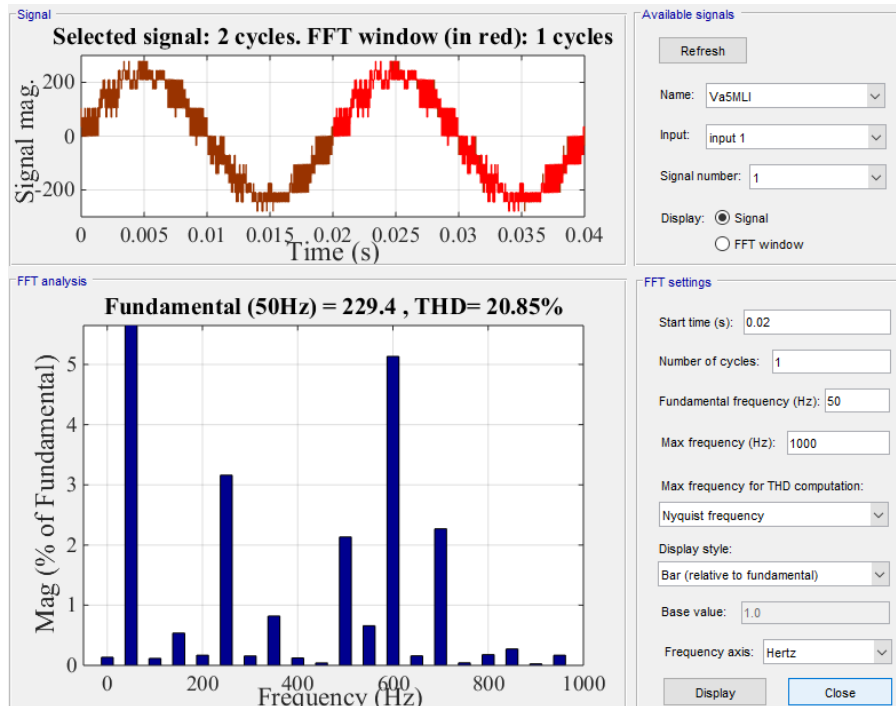 Signal
Selected signal: 2 cycles. FFT window (in red): 1 cycles
Signal mag.
200
0
-200
0
0.005
0.01
0.015
0.02
0.025
0.03
0.035
0.04
Time (s)
Available signals
Refresh
Name:
Va5MLI
Input:
input 1
Signal number:
1
Display:
Signal
FFT window
FFT analysis
Fundamental (50Hz) = 229.4 , THD= 20.85%
Mag (% of Fundamental)
5
4
3
2
1
0
0
200
400
600
800
1000
Frequency (Hz)
FFT settings
Start time (s):
0.02
Number of cycles:
1
Fundamental frequency (Hz):
50
Max frequency (Hz):
1000
Max frequency for THD computation:
Nyquist frequency
Display style:
Bar (relative to fundamental)
Base value:
1.0
Frequency axis:
Hertz
Display
Close